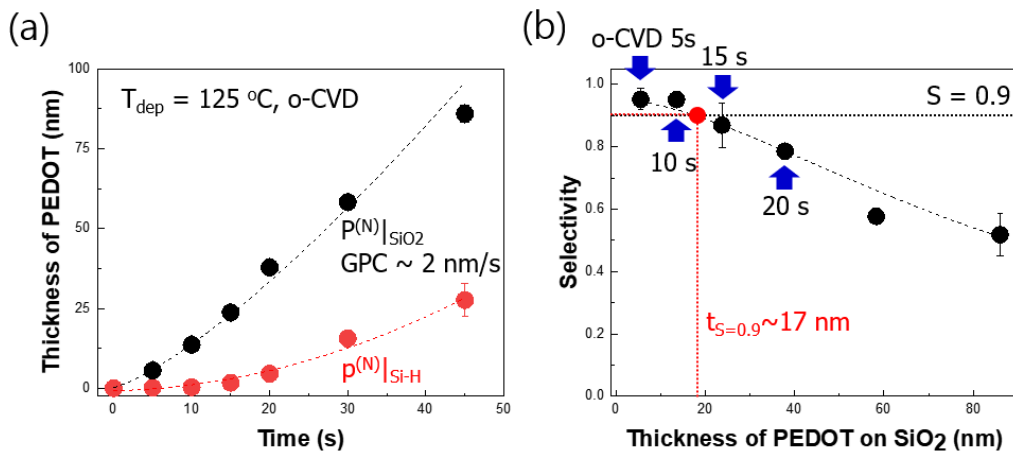 (a)
Thickness of PEDOT (nm)
100
75
50
25
0
T_dep = 125 °C, o-CVD
P^(N)|_SiO2
GPC ~ 2 nm/s
p^(N)|_Si-H
0 10 20 30 40 50
Time (s)
(b)
Selectivity
1.0
0.8
0.6
0.4
0.2
0.0
o-CVD 5s
15 s
S = 0.9
10 s
20 s
t_S=0.9~17 nm
0 20 40 60 80
Thickness of PEDOT on SiO₂ (nm)